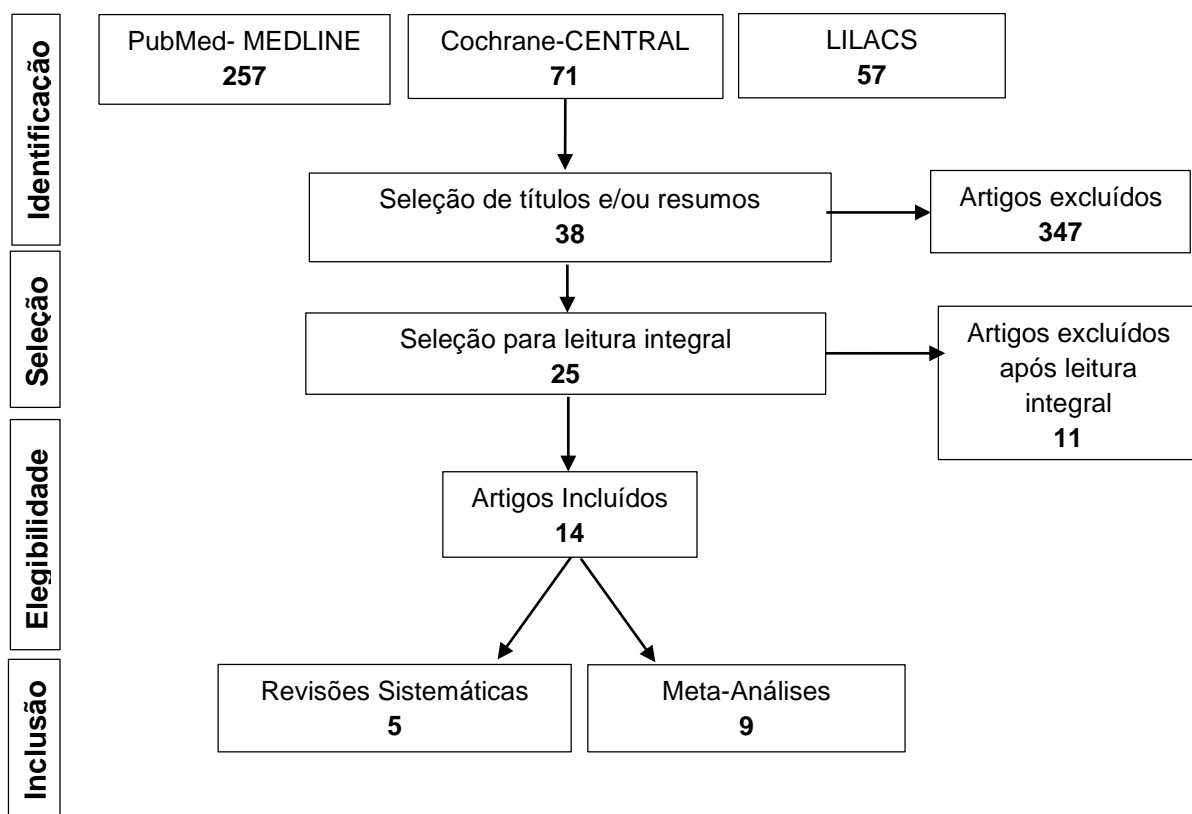 Identificação
PubMed- MEDLINE
257
Cochrane-CENTRAL
71
LILACS
57
Seleção de títulos e/ou resumos
38
Artigos excluídos
347
Seleção
Seleção para leitura integral
25
Artigos excluídos
após leitura
integral
11
Elegibilidade
Artigos Incluídos
14
Inclusão
Revisões Sistemáticas
5
Meta-Análises
9